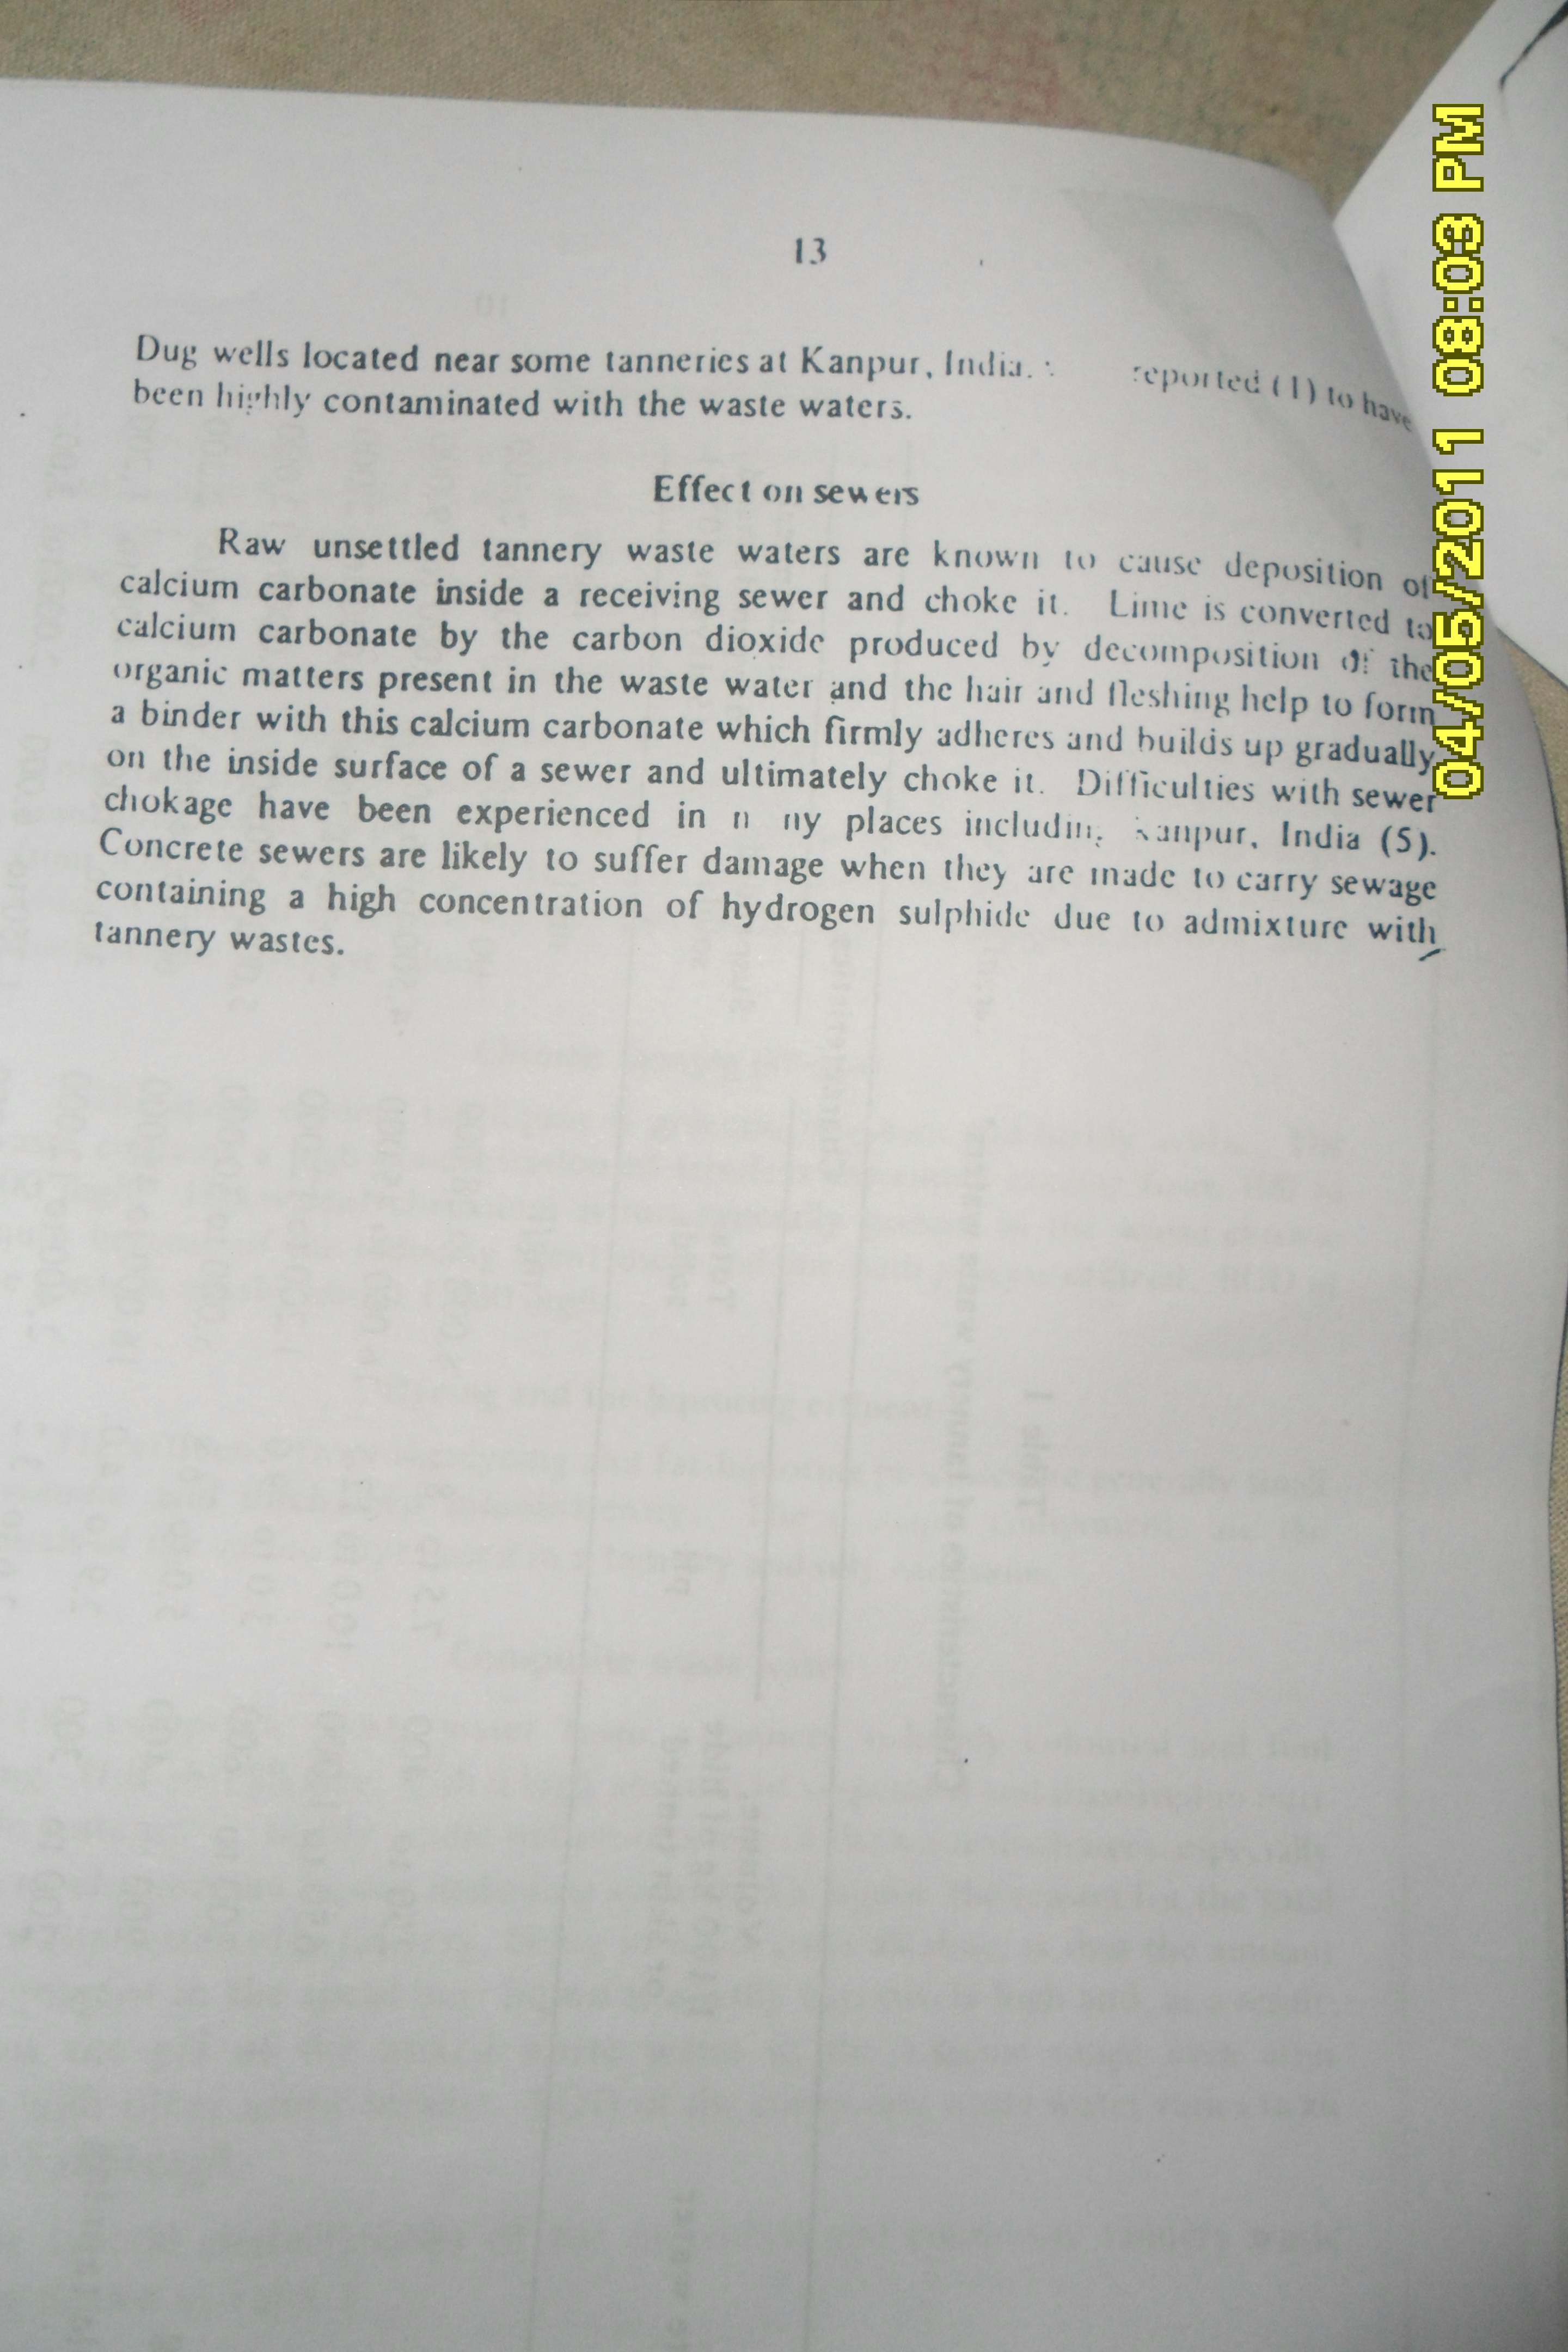 13
Dug wells located near some tanneries at Kanpur, India. reported (1) to have
been highly contaminated with the waste waters.
Effect on sewers
Raw unsettled tannery waste waters are known to cause deposition of
calcium carbonate inside a receiving sewer and choke it. Lime is converted to
calcium carbonate by the carbon dioxide produced by decomposition of the
organic matters present in the waste water and the hair and fleshing help to form
a binder with this calcium carbonate which firmly adheres and builds up gradually
on the inside surface of a sewer and ultimately choke it. Difficulties with sewer
chokage have been experienced in places including Kanpur, India (5).
Concrete sewers are likely to suffer damage when they are made to carry sewage
containing a high concentration of hydrogen sulphide due to admixture with
tannery wastes.
04/05/2011 08:03 PM